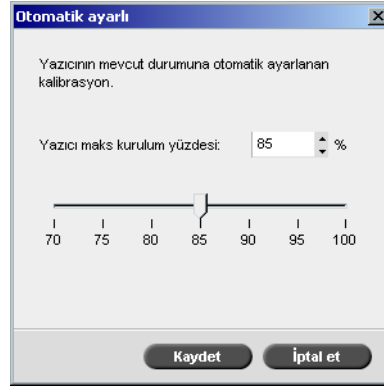 Otomatik ayarlı
Yazıcının mevcut durumuna otomatik ayarlanan
kalibrasyon.
Yazıcı maks kurulum yüzdesi: 85 %
70 75 80 85 90 95 100
Kaydet İptal et